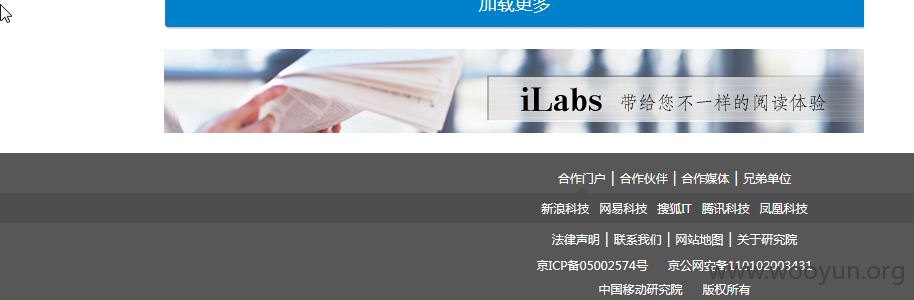 加载更多
iLabs 带给您不一样的阅读体验
合作门户 | 合作伙伴 | 合作媒体 | 兄弟单位
新浪科技 网易科技 搜狐IT 腾讯科技 凤凰科技
法律声明 | 联系我们 | 网站地图 | 关于研究院
京ICP备05002574号 京公网安备110102003431
www.wooyun.org
中国移动研究院 版权所有